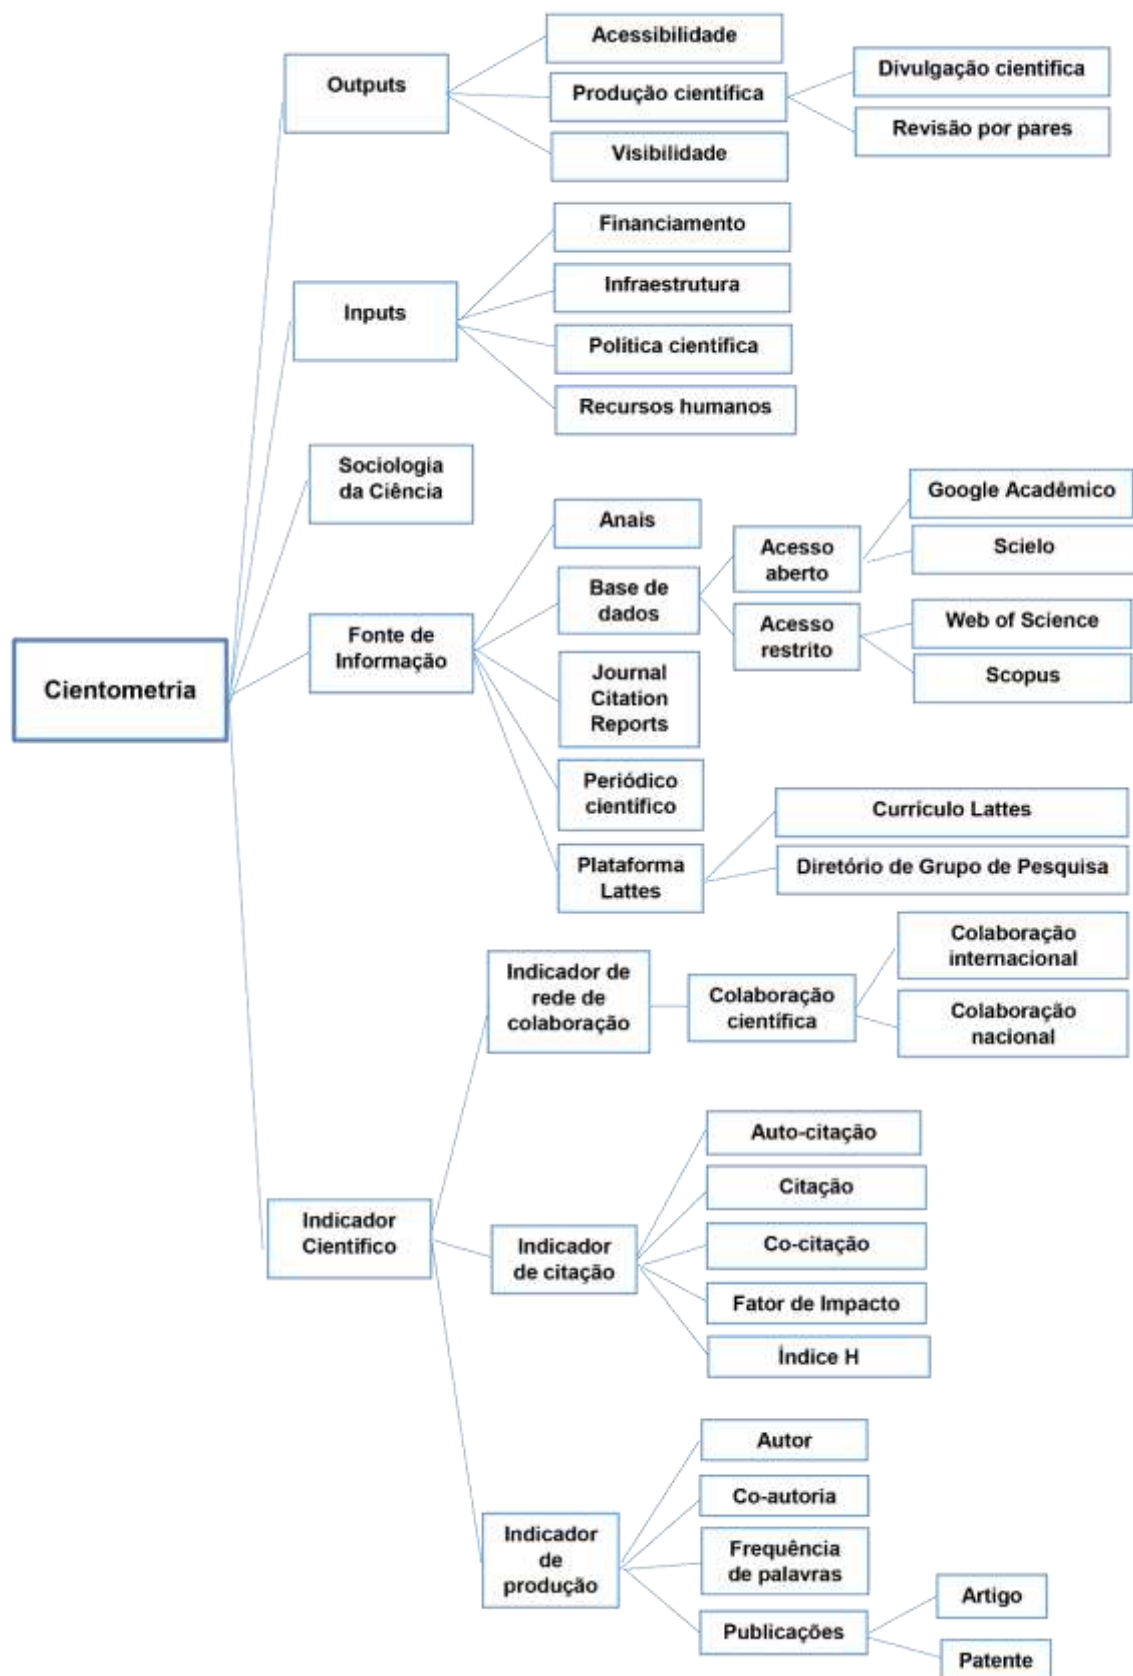 Cientometria
Outputs
Acessibilidade
Produção científica
Divulgação cientifica
Revisão por pares
Visibilidade
Inputs
Financiamento
Infraestrutura
Política científica
Recursos humanos
Sociologia
da Ciência
Fonte de
Informação
Anais
Base de
dados
Acesso
aberto
Google Acadêmico
Scielo
Acesso
restrito
Web of Science
Scopus
Journal
Citation
Reports
Periódico
científico
Plataforma
Lattes
Currículo Lattes
Diretório de Grupo de Pesquisa
Indicador
Científico
Indicador de
rede de
colaboração
Colaboração
científica
Colaboração
internacional
Colaboração
nacional
Indicador
de citação
Auto-citação
Citação
Co-citação
Fator de Impacto
Índice H
Indicador
de
produção
Autor
Co-autoria
Frequência
de palavras
Publicações
Artigo
Patente